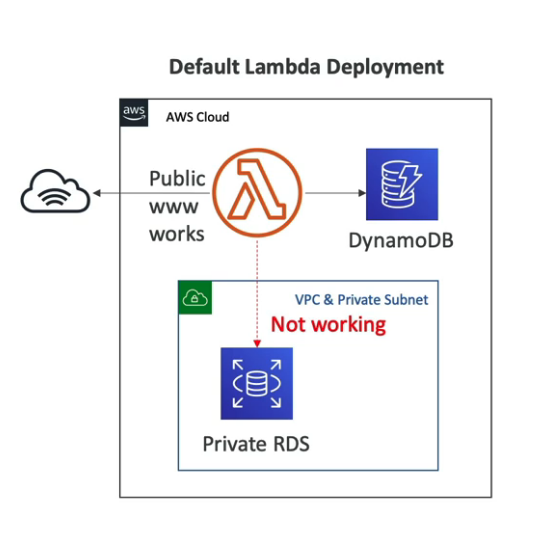 Default Lambda Deployment
aws
AWS Cloud
Public
www
works
DynamoDB
VPC & Private Subnet
Not working
Private RDS